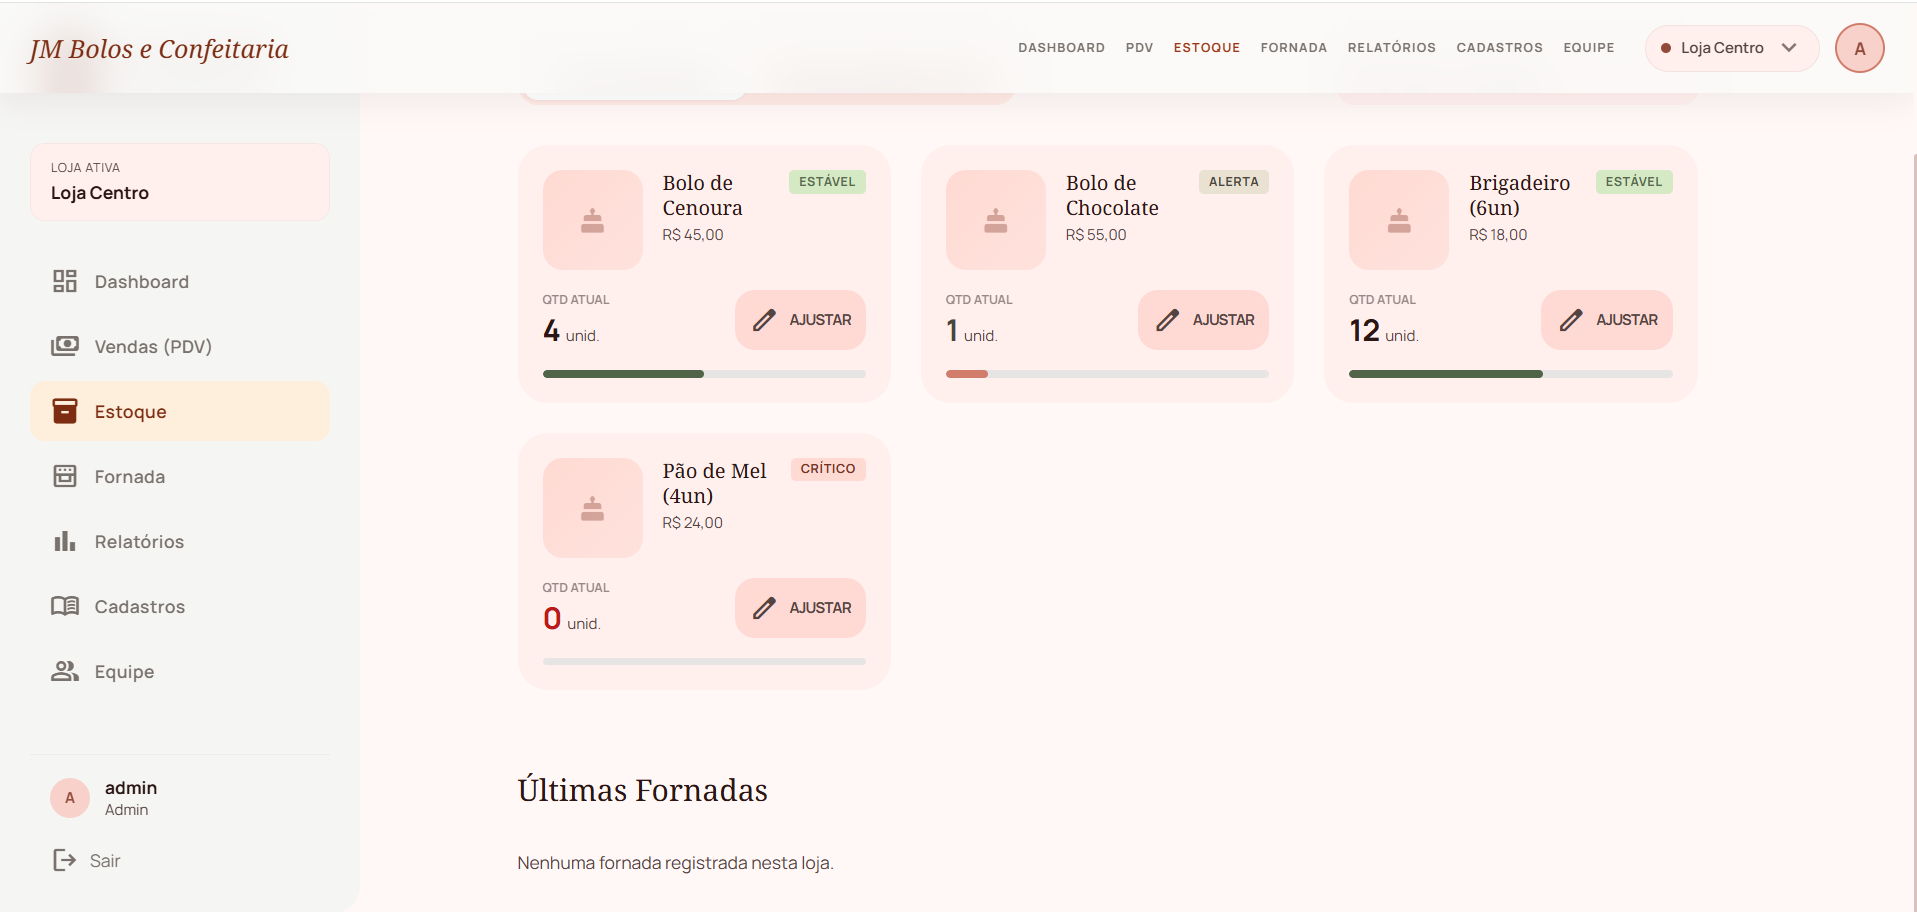 JM Bolos e Confeitaria
DASHBOARD PDV ESTOQUE FORNADA RELATÓRIOS CADASTROS EQUIPE
Loja Centro
A
LOJA ATIVA
Loja Centro
Dashboard
Vendas (PDV)
Estoque
Fornada
Relatórios
Cadastros
Equipe
A
admin
Admin
Sair
Bolo de
Cenoura
ESTÁVEL
R$ 45,00
QTD ATUAL
4 unid.
AJUSTAR
Bolo de
Chocolate
ALERTA
R$ 55,00
QTD ATUAL
1 unid.
AJUSTAR
Brigadeiro
(6un)
ESTÁVEL
R$ 18,00
QTD ATUAL
12 unid.
AJUSTAR
Pão de Mel
(4un)
CRÍTICO
R$ 24,00
QTD ATUAL
0 unid.
AJUSTAR
Últimas Fornadas
Nenhuma fornada registrada nesta loja.